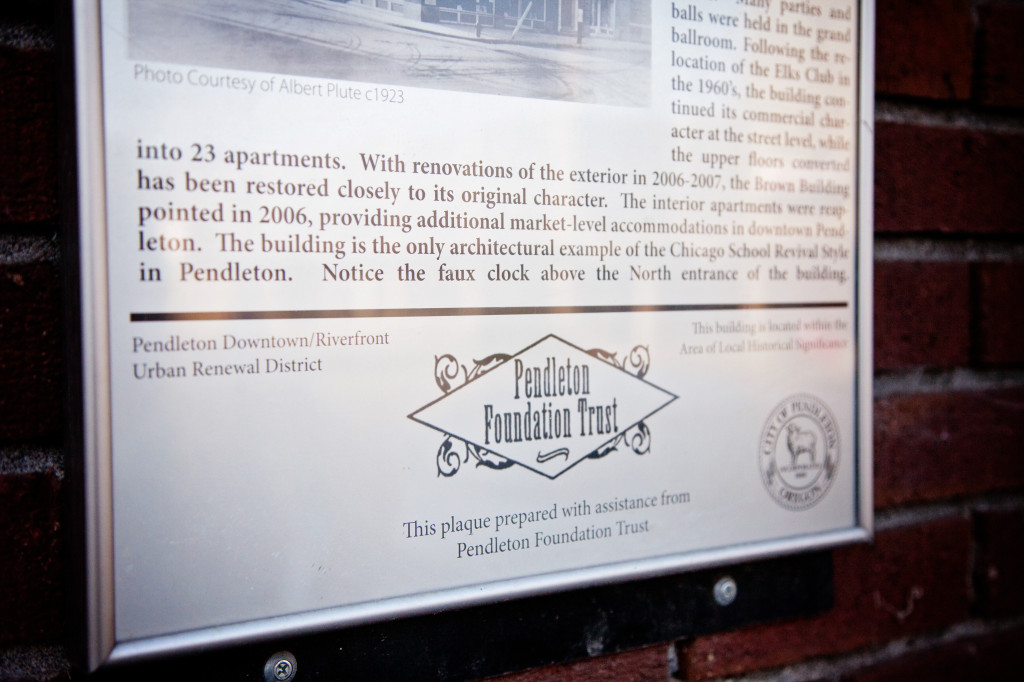 Many parties and
balls were held in the grand
ballroom. Following the re-
location of the Elks Club in
the 1960's, the building con-
tinued its commercial char-
acter at the street level, while
the upper floors converted
Photo Courtesy of Albert Plute c1923
into 23 apartments. With renovations of the exterior in 2006-2007, the Brown Building
has been restored closely to its original character. The interior apartments were reap-
pointed in 2006, providing additional market-level accommodations in downtown Pend-
leton. The building is the only architectural example of the Chicago School Revival Style
in Pendleton. Notice the faux clock above the North entrance of the building.
Pendleton Downtown/Riverfront
Urban Renewal District
Pendleton
Foundation Trust
This building is located within the
Area of Local Historical Significance
CITY OF PENDLETON
OREGON
This plaque prepared with assistance from
Pendleton Foundation Trust